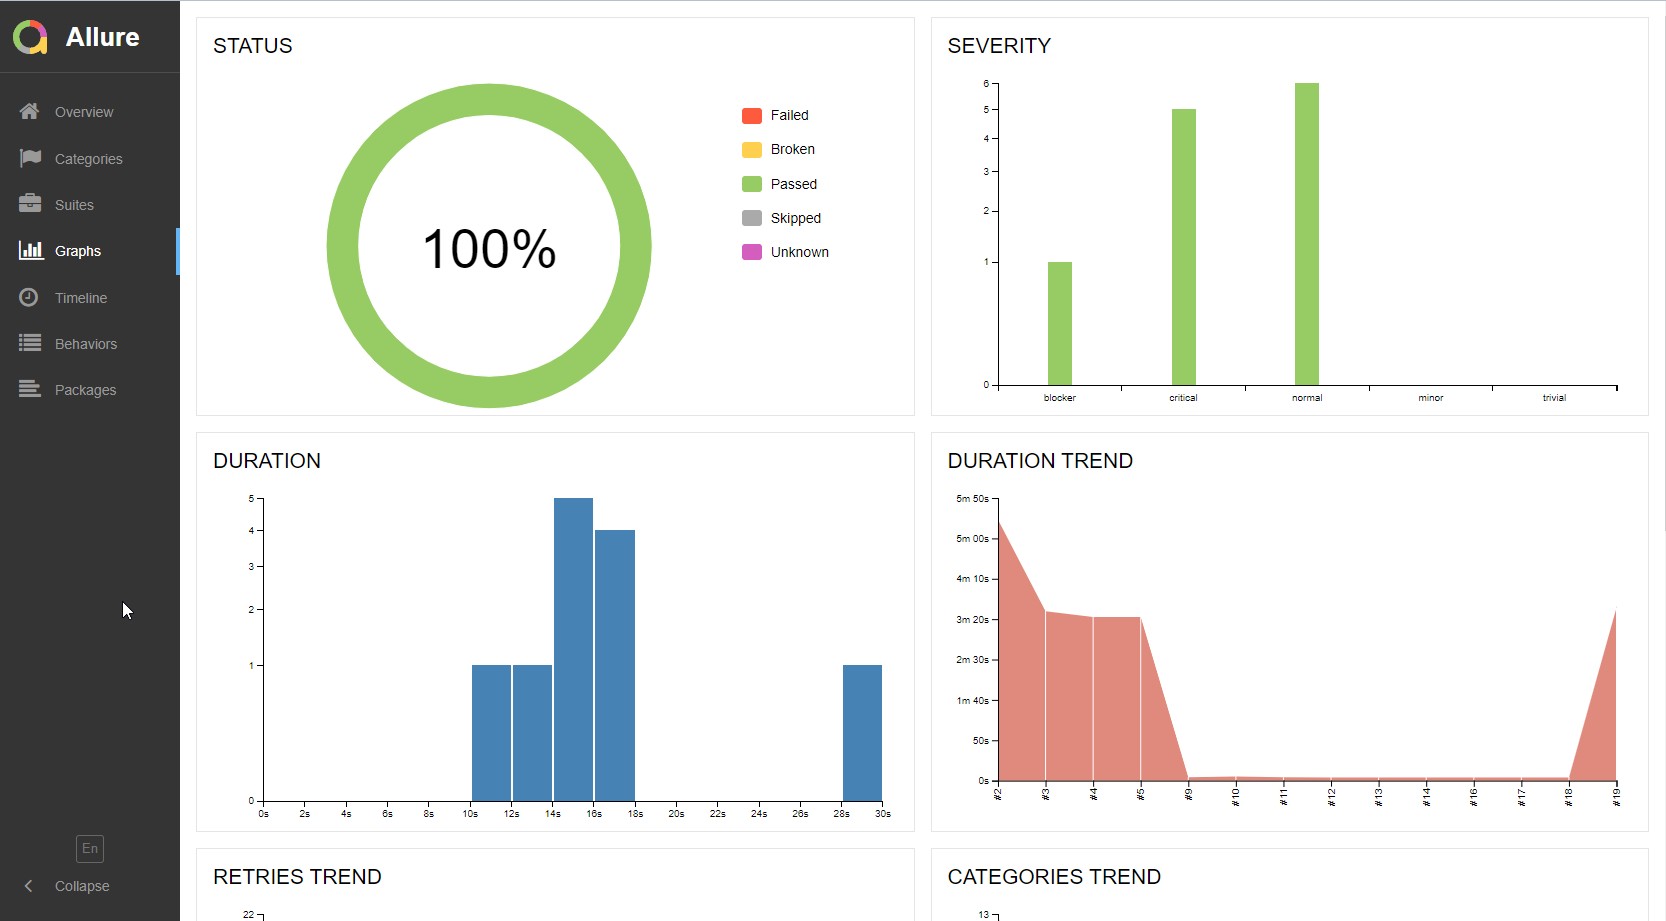 Allure
Overview
Categories
Suites
Graphs
Timeline
Behaviors
Packages
En
Collapse
STATUS
100%
Failed
Broken
Passed
Skipped
Unknown
SEVERITY
6
5
4
3
2
1
0
blocker critical normal minor trivial
DURATION
5
4
3
2
1
0
0s 2s 4s 6s 8s 10s 12s 14s 16s 18s 20s 22s 24s 26s 28s 30s
DURATION TREND
5m 50s
5m 00s
4m 10s
3m 20s
2m 30s
1m 40s
50s
0s
#2 #3 #4 #5 #9 #10 #11 #12 #13 #14 #16 #17 #18 #19
RETRIES TREND
22
CATEGORIES TREND
13